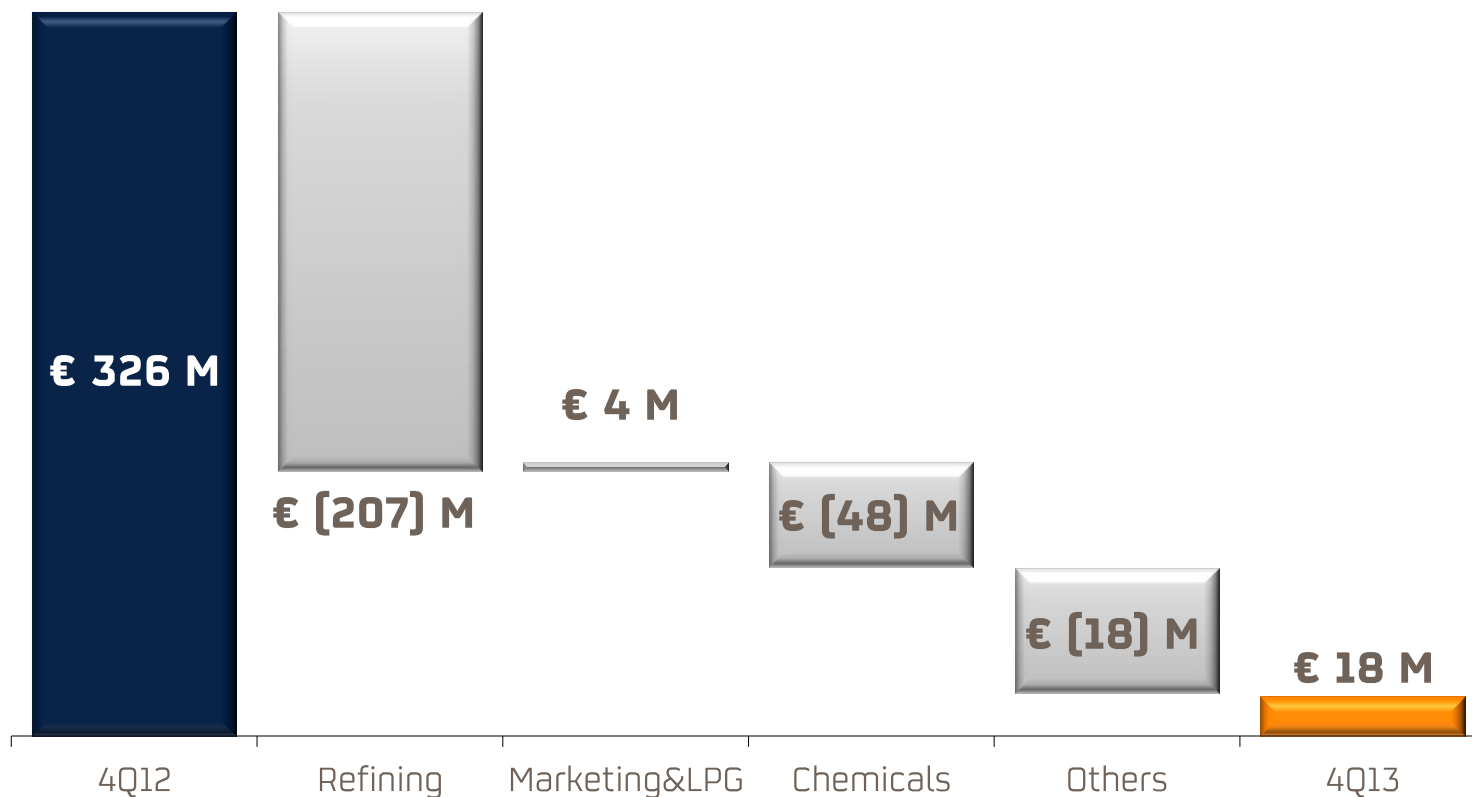 € 326 M
€ 4 M
€ (207) M
€ (48) M
€ (18) M
€ 18 M
4Q12
Refining
Marketing&LPG
Chemicals
Others
4Q13